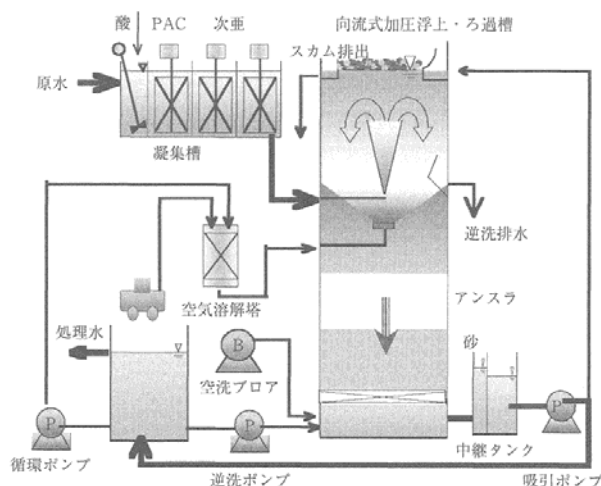 酸
PAC
次亜
向流式加圧浮上・ろ過槽
スカム排出
原水
凝集槽
逆洗排水
空気溶解塔
アンスラ
処理水
砂
B
空洗ブロア
P
P
P
中継タンク
循環ポンプ
逆洗ポンプ
吸引ポンプ